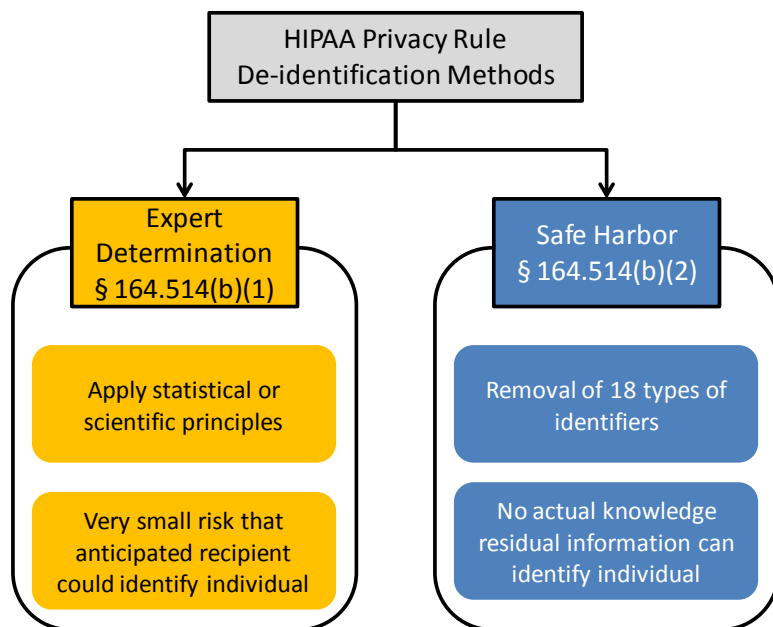 HIPAA Privacy Rule
De-identification Methods
Expert
Determination
§ 164.514(b)(1)
Apply statistical or
scientific principles
Very small risk that
anticipated recipient
could identify individual
Safe Harbor
§ 164.514(b)(2)
Removal of 18 types of
identifiers
No actual knowledge
residual information can
identify individual